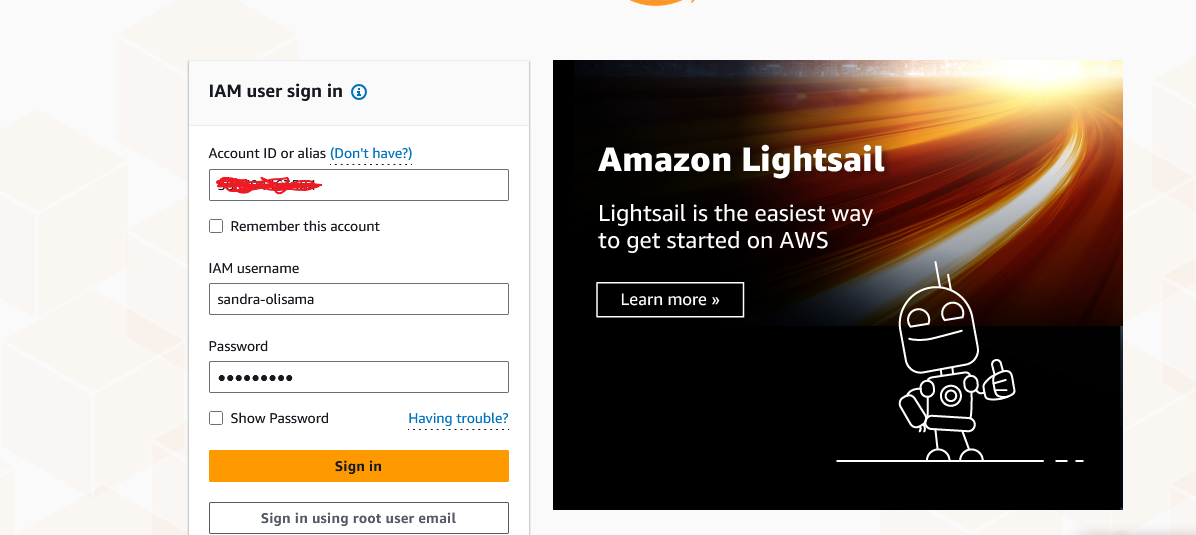 IAM user sign in
Account ID or alias (Don't have?)
Remember this account
IAM username
sandra-olisama
Password
•••••••••
Show Password
Having trouble?
Sign in
Sign in using root user email
Amazon Lightsail
Lightsail is the easiest way
to get started on AWS
Learn more »